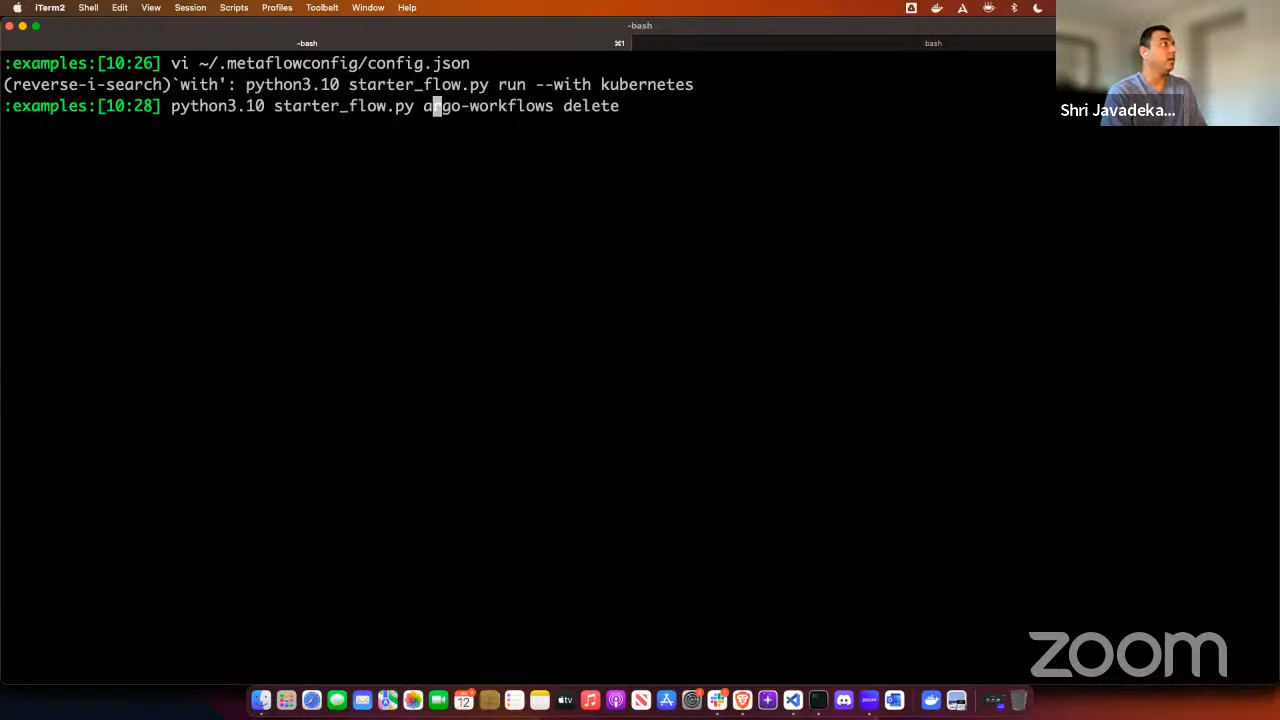 iTerm2 Shell Edit View Session Scripts Profiles Toolbelt Window Help
-bash
-bash ⌘1 bash
:examples:[10:26] vi ~/.metaflowconfig/config.json
(reverse-i-search)`with': python3.10 starter_flow.py run --with kubernetes
:examples:[10:28] python3.10 starter_flow.py argo-workflows delete
Shri Javadeka...
zoom
12
zoom